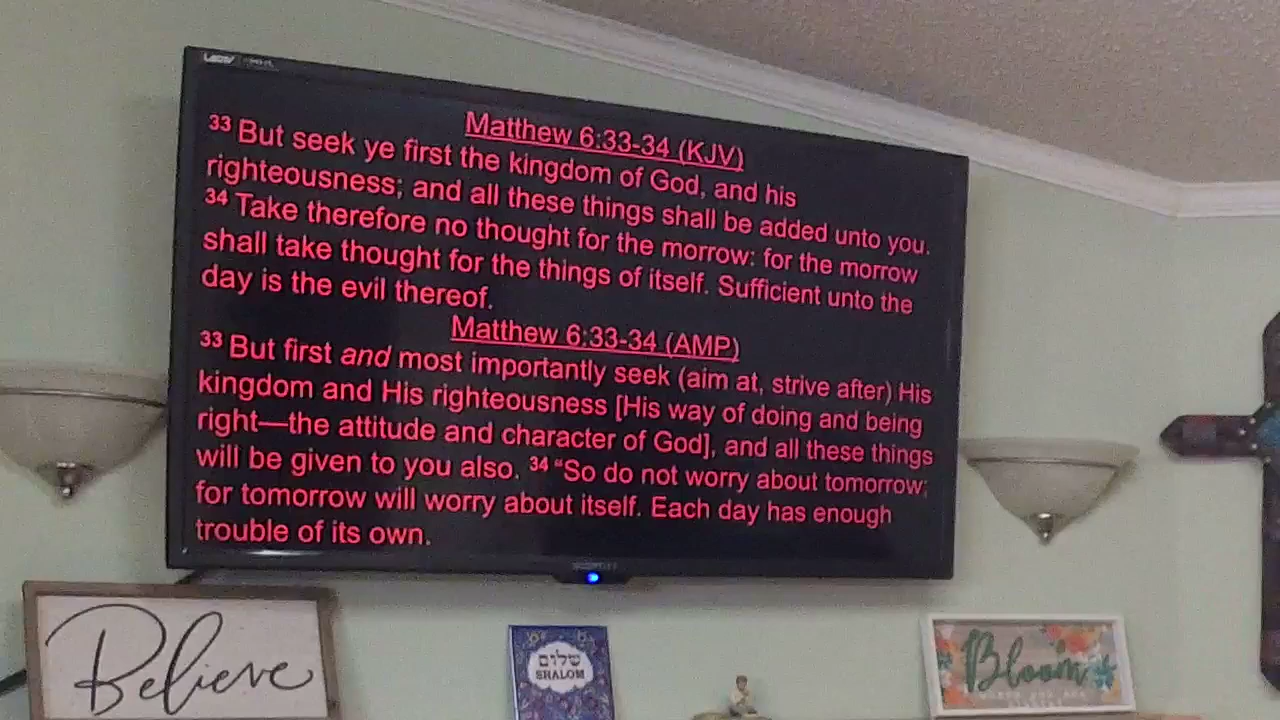 Matthew 6:33-34 (KJV)
33 But seek ye first the kingdom of God, and his
righteousness; and all these things shall be added unto you.
34 Take therefore no thought for the morrow: for the morrow
shall take thought for the things of itself. Sufficient unto the
day is the evil thereof.
Matthew 6:33-34 (AMP)
33 But first and most importantly seek (aim at, strive after) His
kingdom and His righteousness [His way of doing and being
right—the attitude and character of God], and all these things
will be given to you also. 34 “So do not worry about tomorrow;
for tomorrow will worry about itself. Each day has enough
trouble of its own.
Believe
שלום
SHALOM
Bloom